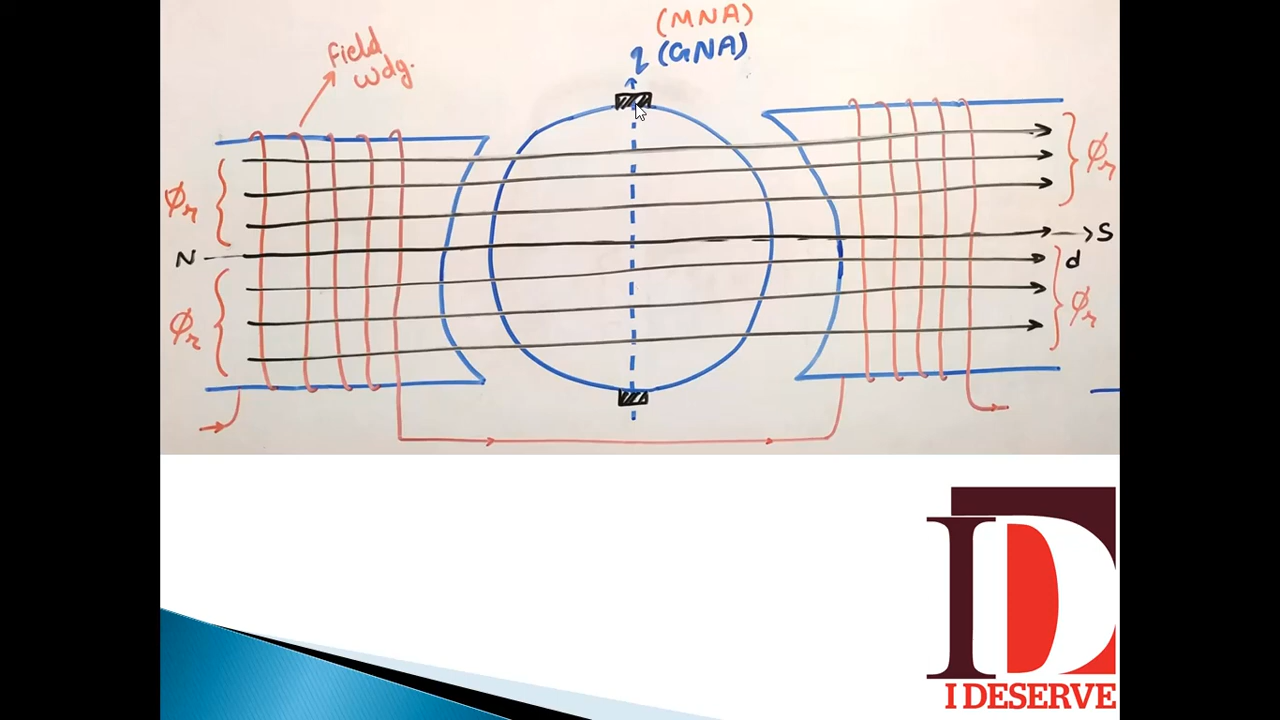 (MNA)
q (GNA)
field
wdg.
φr
φr
N
S
d
φr
φr
I DESERVE